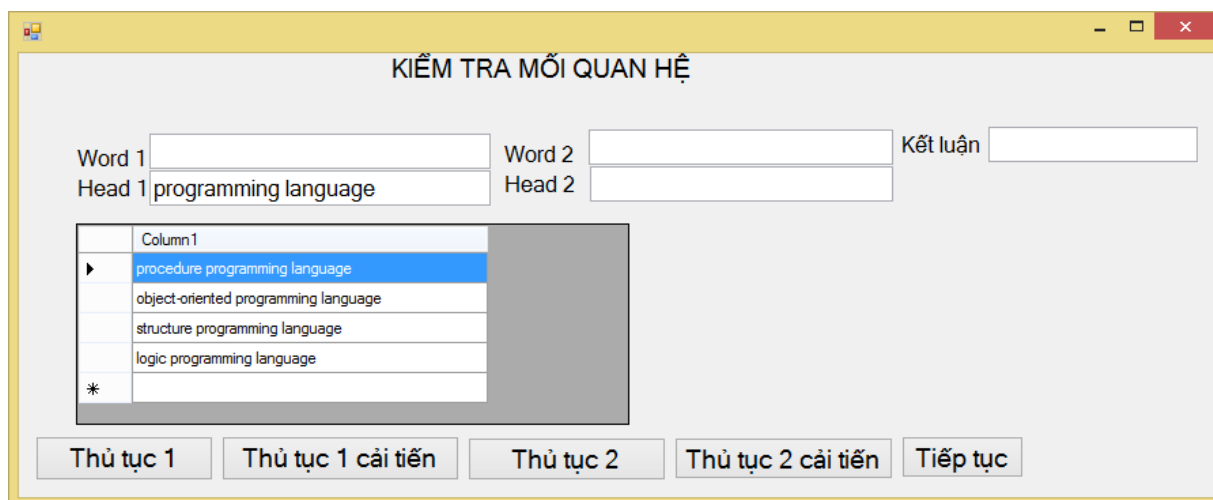 KIỂM TRA MỐI QUAN HỆ
Word 1 Word 2 Kết luận
Head 1 programming language Head 2
Column1
procedure programming language
object-oriented programming language
structure programming language
logic programming language
Thủ tục 1 Thủ tục 1 cải tiến Thủ tục 2 Thủ tục 2 cải tiến Tiếp tục